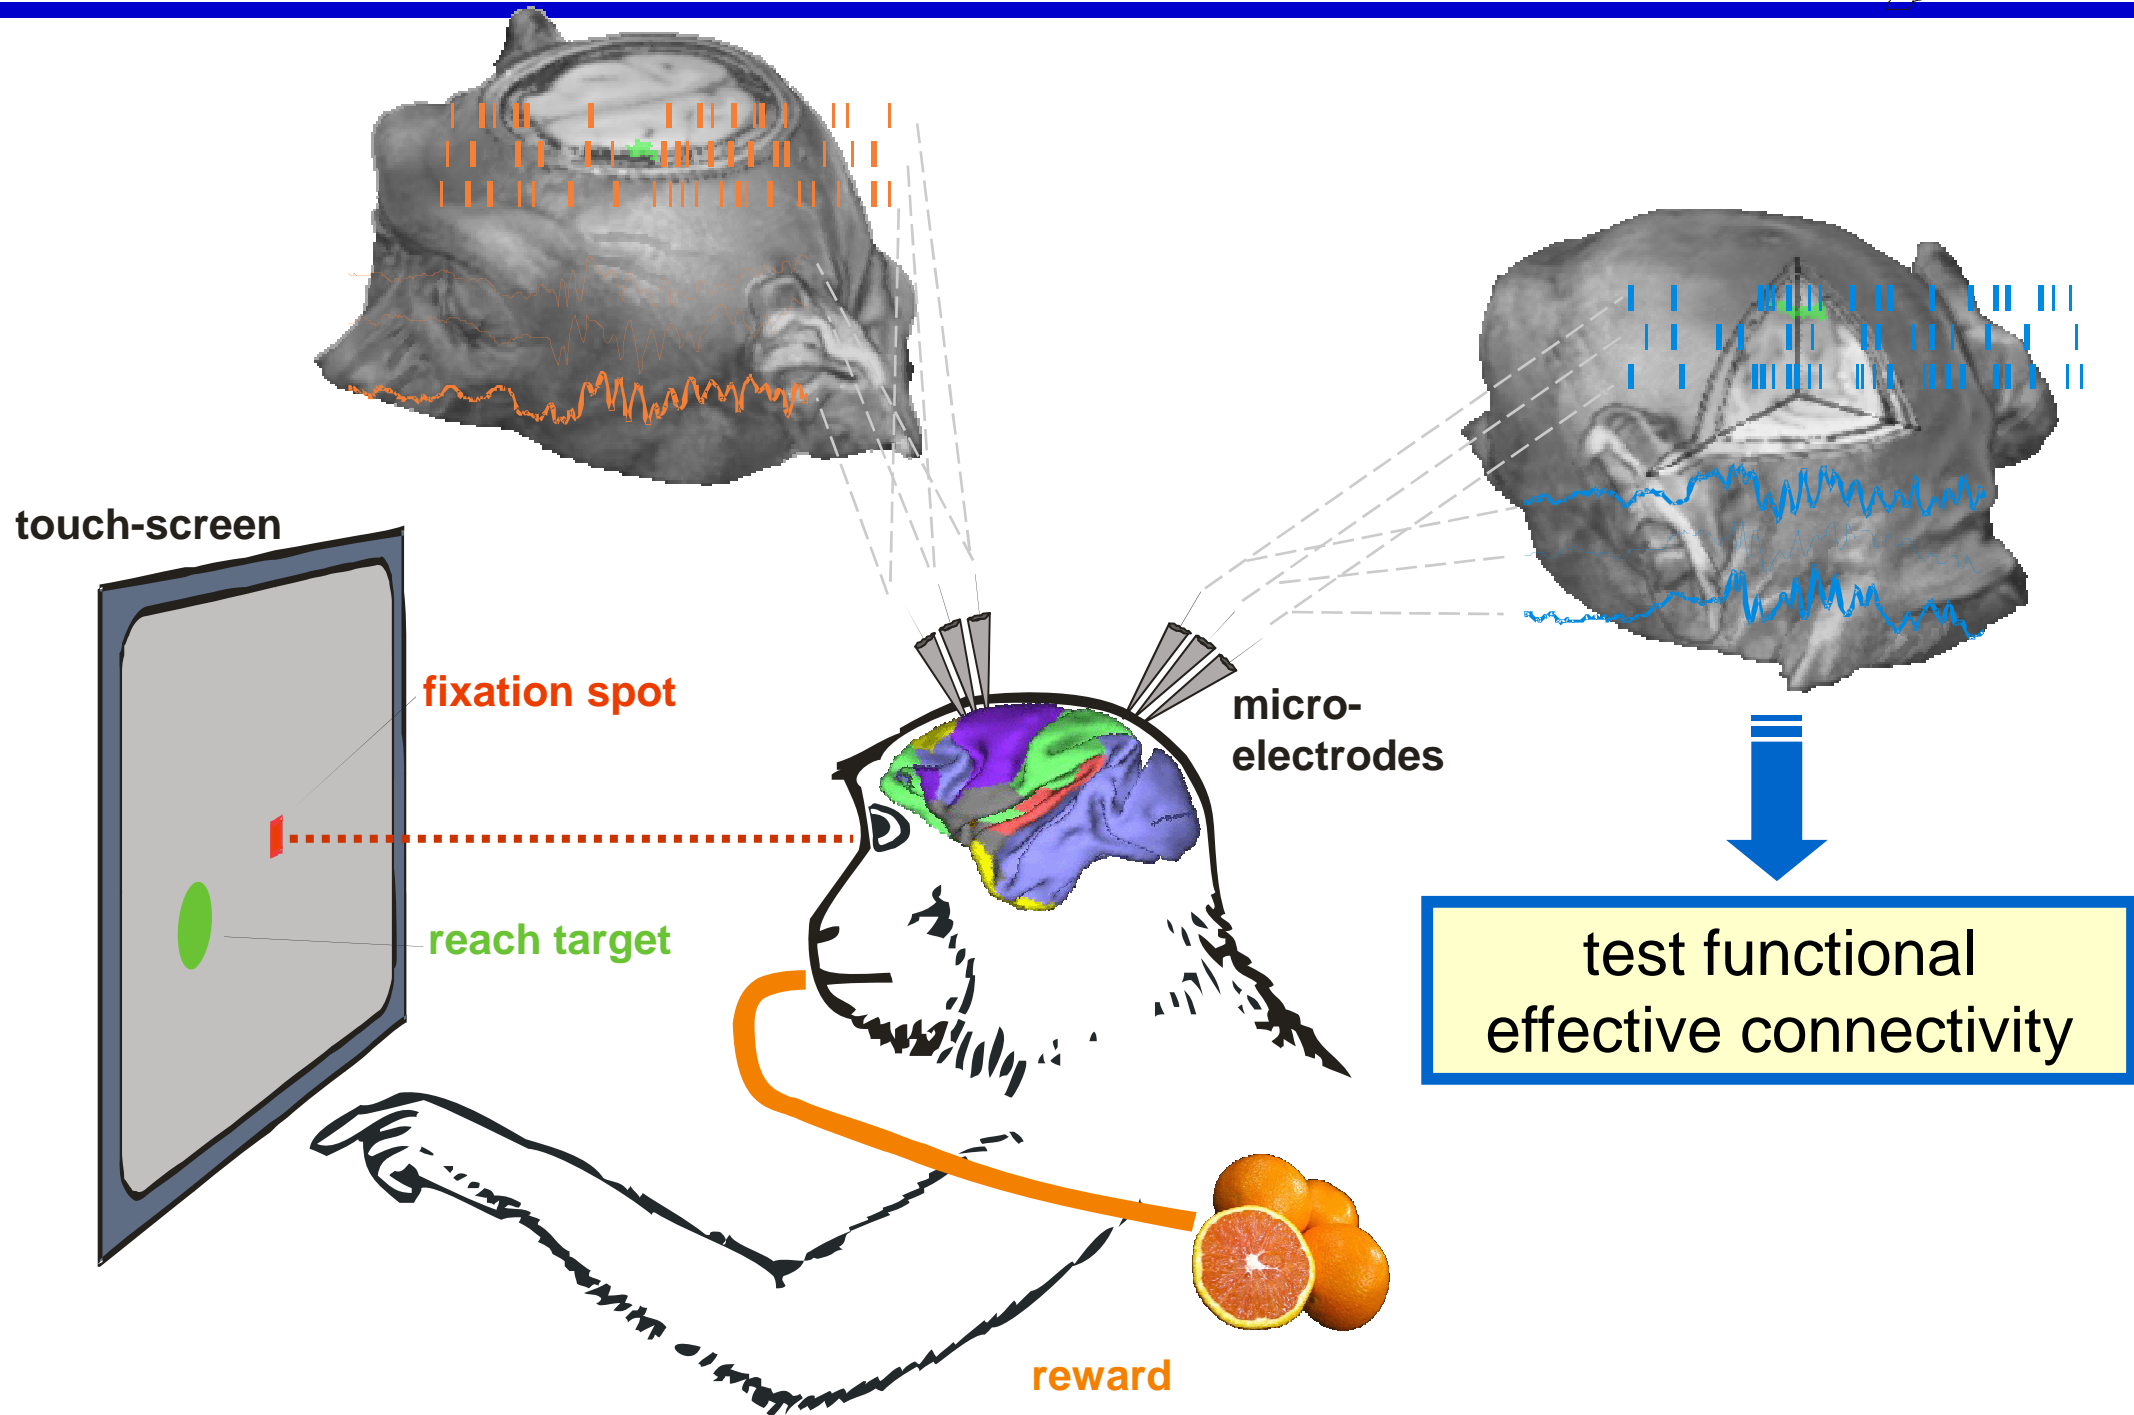 touch-screen
fixation spot
micro-
electrodes
reach target
test functional
effective connectivity
reward